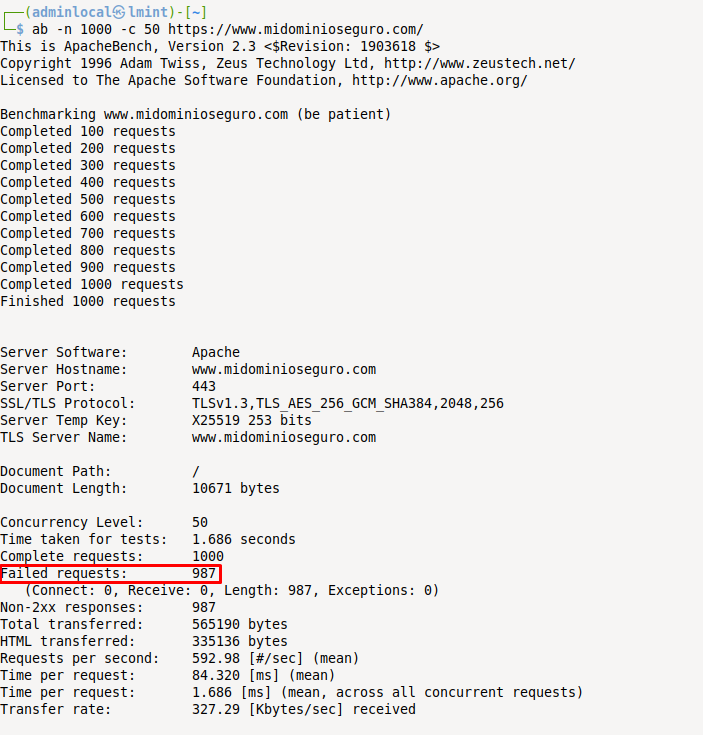 ┌──(adminlocal㉿lmint)-[~]
└─$ ab -n 1000 -c 50 https://www.midominioseguro.com/
This is ApacheBench, Version 2.3 <$Revision: 1903618 $>
Copyright 1996 Adam Twiss, Zeus Technology Ltd, http://www.zeustech.net/
Licensed to The Apache Software Foundation, http://www.apache.org/

Benchmarking www.midominioseguro.com (be patient)
Completed 100 requests
Completed 200 requests
Completed 300 requests
Completed 400 requests
Completed 500 requests
Completed 600 requests
Completed 700 requests
Completed 800 requests
Completed 900 requests
Completed 1000 requests
Finished 1000 requests

Server Software:        Apache
Server Hostname:        www.midominioseguro.com
Server Port:            443
SSL/TLS Protocol:       TLSv1.3,TLS_AES_256_GCM_SHA384,2048,256
Server Temp Key:        X25519 253 bits
TLS Server Name:        www.midominioseguro.com

Document Path:          /
Document Length:        10671 bytes

Concurrency Level:      50
Time taken for tests:   1.686 seconds
Complete requests:      1000
Failed requests:        987
   (Connect: 0, Receive: 0, Length: 987, Exceptions: 0)
Non-2xx responses:      987
Total transferred:      565190 bytes
HTML transferred:       335136 bytes
Requests per second:    592.98 [#/sec] (mean)
Time per request:       84.320 [ms] (mean)
Time per request:       1.686 [ms] (mean, across all concurrent requests)
Transfer rate:          327.29 [Kbytes/sec] received